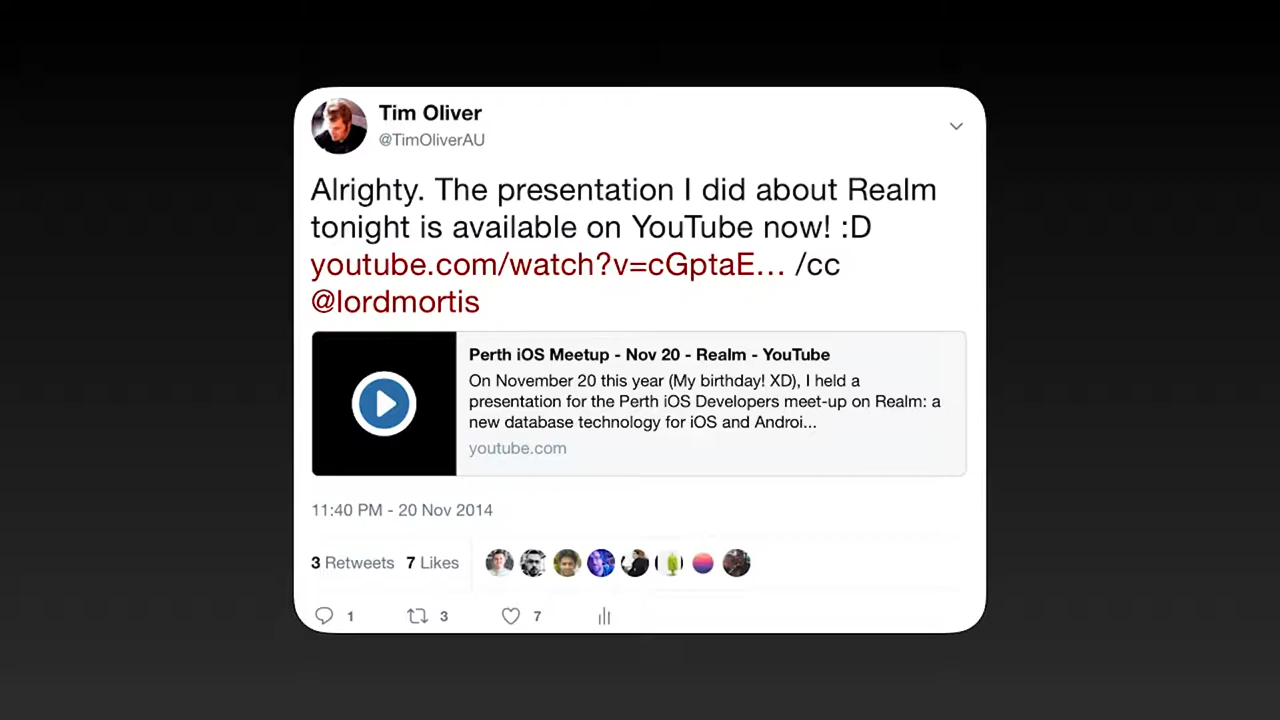 Tim Oliver
@TimOliverAU
Alrighty. The presentation I did about Realm
tonight is available on YouTube now! :D
youtube.com/watch?v=cGptaE… /cc
@lordmortis
Perth iOS Meetup - Nov 20 - Realm - YouTube
On November 20 this year (My birthday! XD), I held a
presentation for the Perth iOS Developers meet-up on Realm: a
new database technology for iOS and Androi...
youtube.com
11:40 PM - 20 Nov 2014
3 Retweets 7 Likes
1 3 7